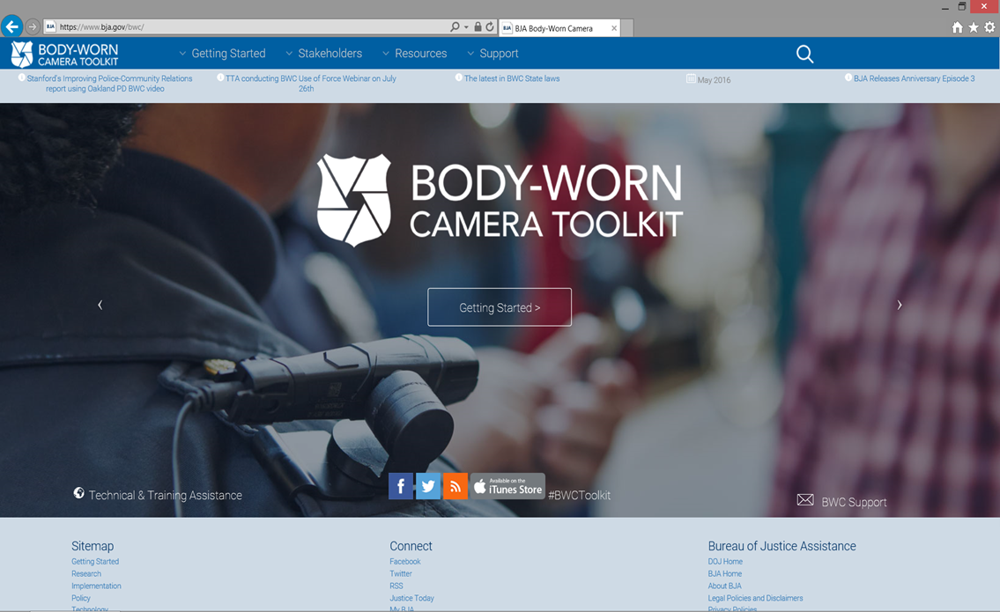 BJA https://www.bja.gov/bwc/
BJA BJA Body-Worn Camera
BODY-WORN
CAMERA TOOLKIT
Getting Started
Stakeholders
Resources
Support
Stanford's Improving Police-Community Relations
report using Oakland PD BWC video
TTA conducting BWC Use of Force Webinar on July
26th
The latest in BWC State laws
May 2016
BJA Releases Anniversary Episode 3
BODY-WORN
CAMERA TOOLKIT
Getting Started >
Technical & Training Assistance
Available on the
iTunes Store
#BWCToolkit
BWC Support
Sitemap
Getting Started
Research
Implementation
Policy
Technology
Connect
Facebook
Twitter
RSS
Justice Today
My BJA
Bureau of Justice Assistance
DOJ Home
BJA Home
About BJA
Legal Policies and Disclaimers
Privacy Policies